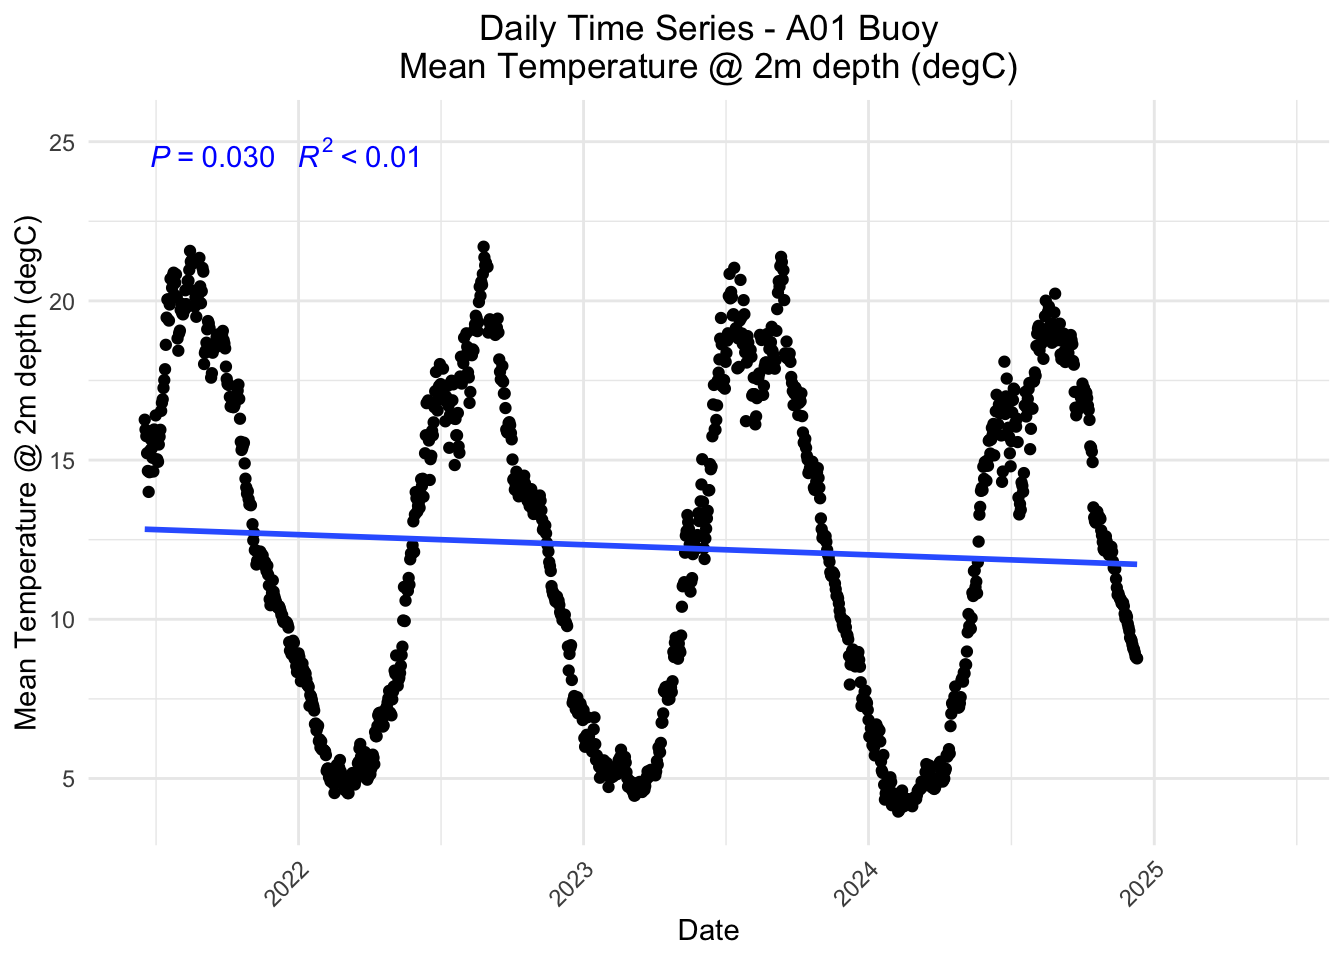 Daily Time Series - A01 Buoy
Mean Temperature @ 2m depth (degC)
P = 0.030 R² < 0.01
Mean Temperature @ 2m depth (degC)
25
20
15
10
5
2022
2023
2024
2025
Date